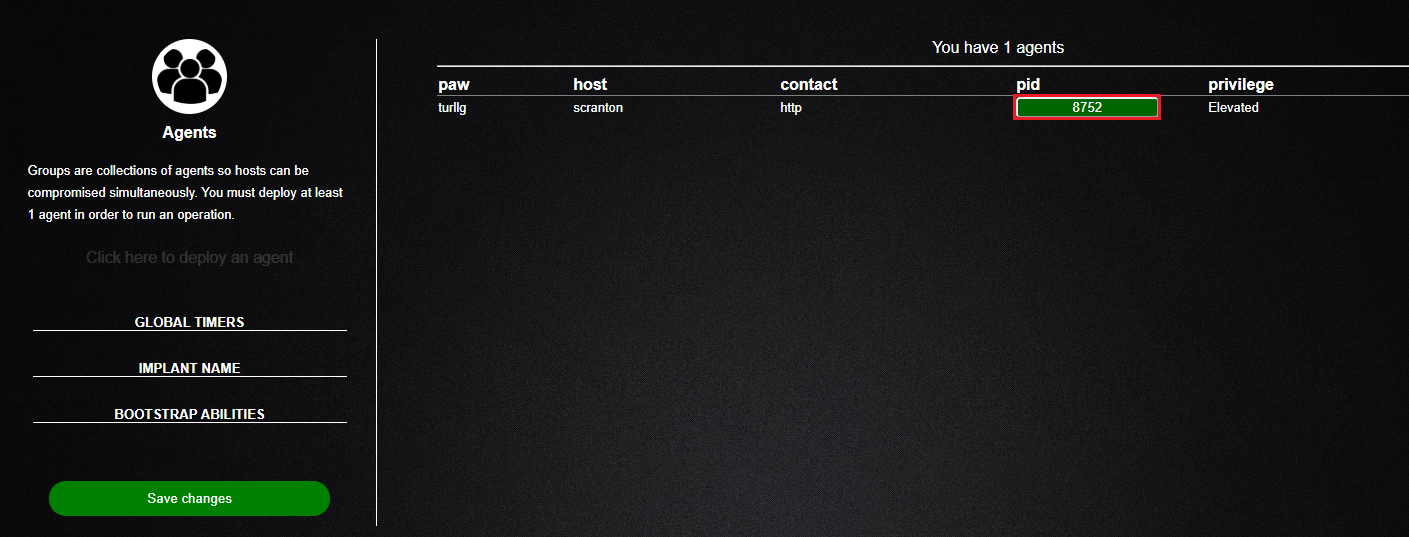 Agents
Groups are collections of agents so hosts can be
compromised simultaneously. You must deploy at least
1 agent in order to run an operation.
Click here to deploy an agent
GLOBAL TIMERS
IMPLANT NAME
BOOTSTRAP ABILITIES
Save changes
You have 1 agents
paw host contact pid privilege
turllg scranton http 8752 Elevated